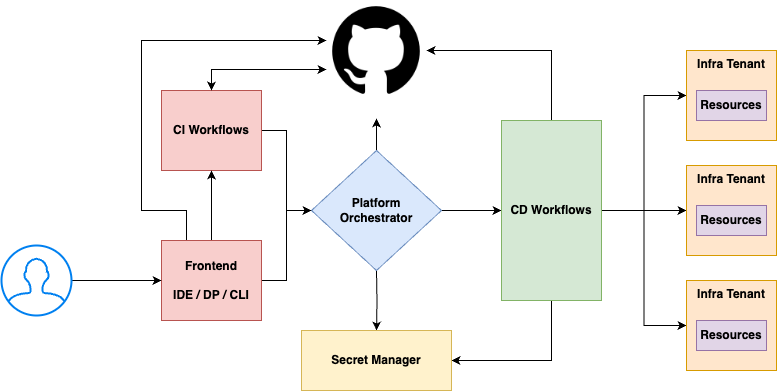 Infra Tenant
Resources
CI Workflows
Infra Tenant
Resources
Platform
Orchestrator
CD Workflows
Frontend
IDE / DP / CLI
Infra Tenant
Resources
Secret Manager